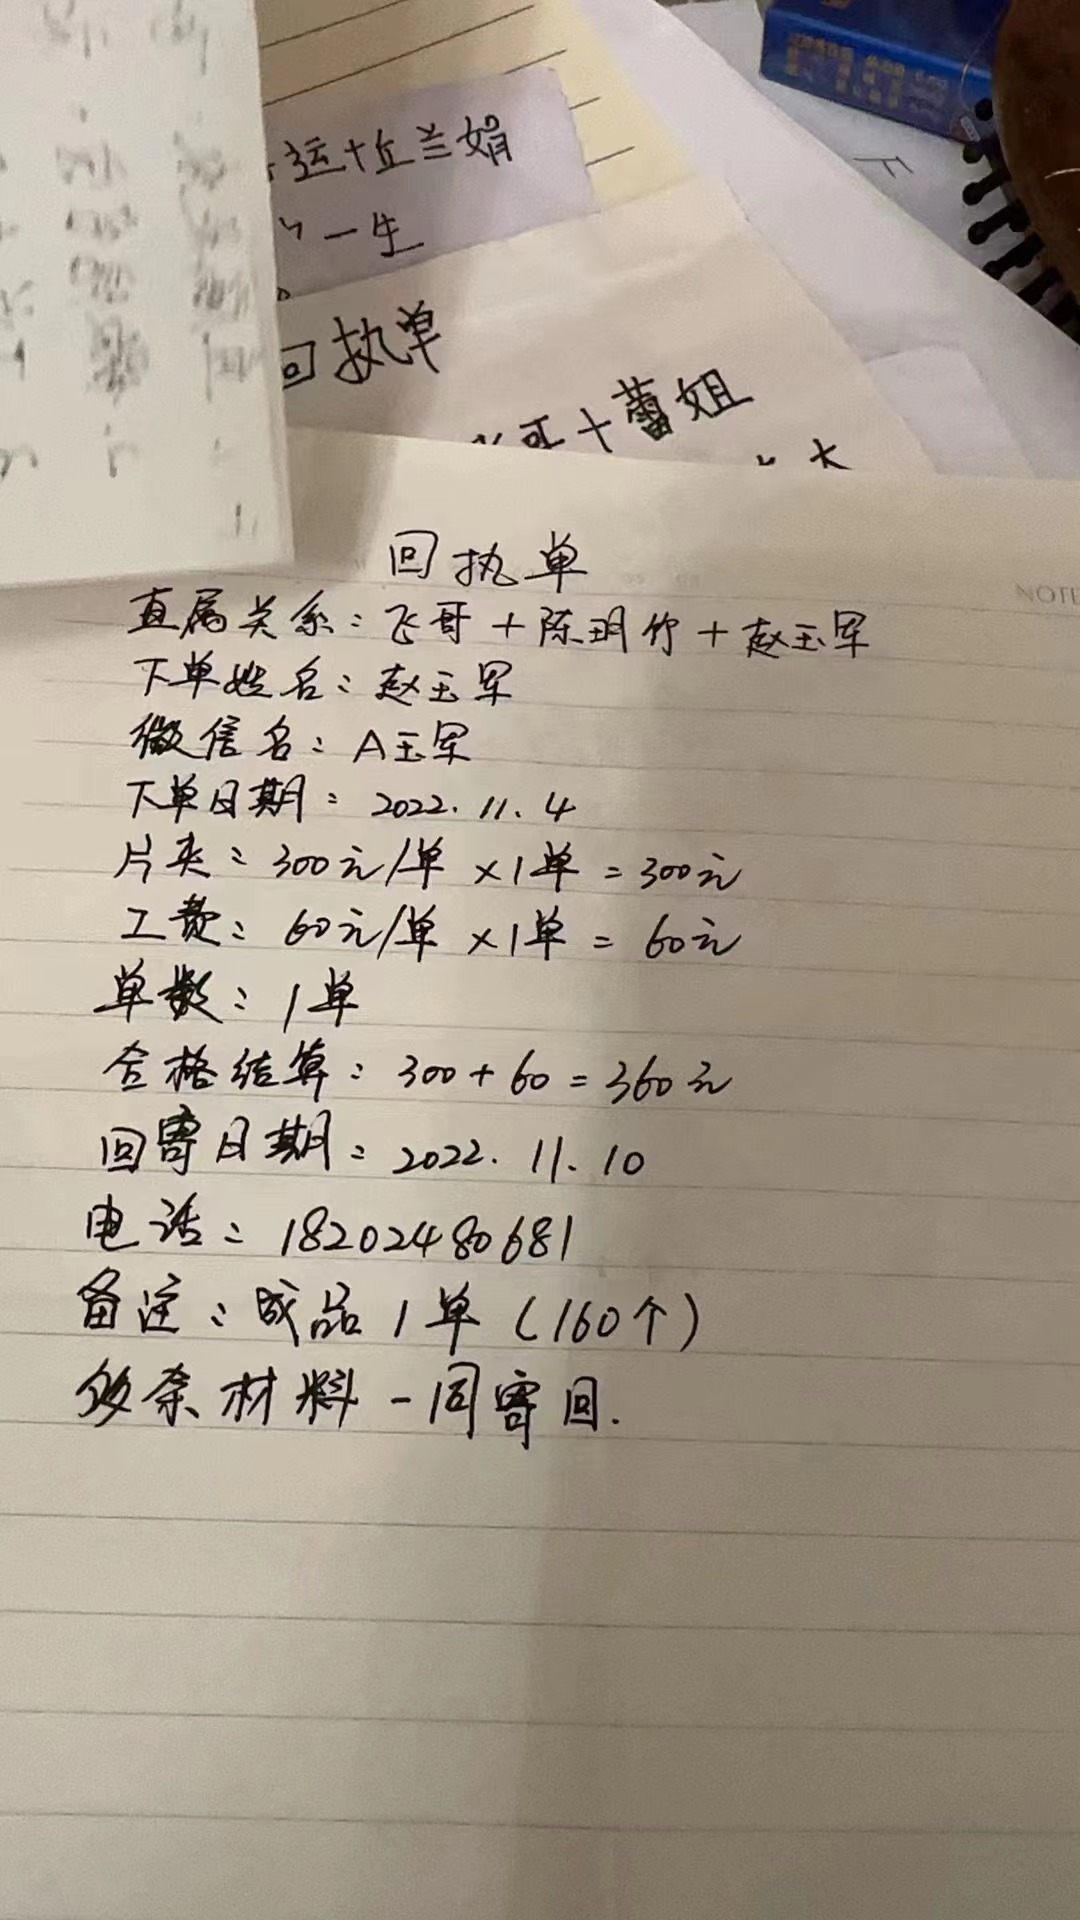 运+丘兰娟
一生
回执单
哥+蕾姐
NOTE
回执单
直属关系:飞哥+陈玥竹+赵玉军
下单姓名:赵玉军
微信名:A玉军
下单日期:2022.11.4
片夹:300元/单×1单=300元
工费:60元/单×1单=60元
单数:1单
合格结算:300+60=360元
回寄日期:2022.11.10
电话:18202480681
备注:成品1单(160个)
多余材料一同寄回.